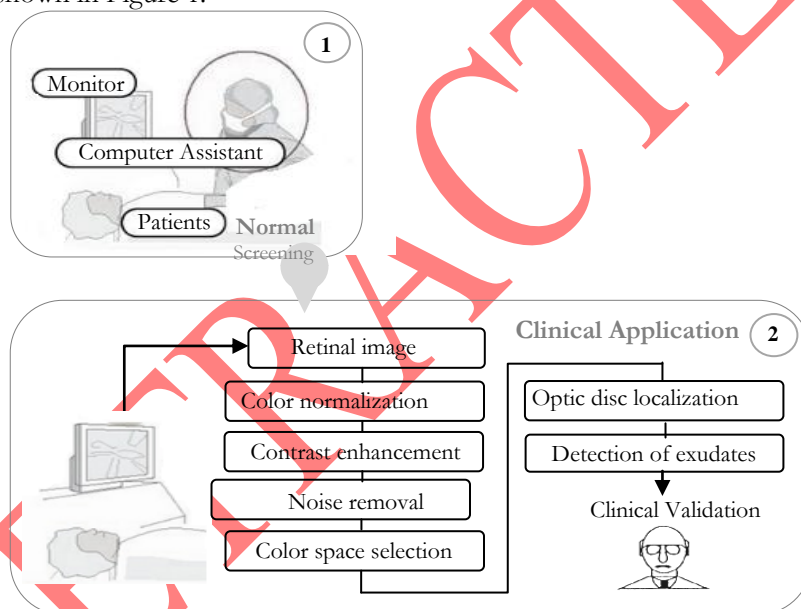 shown in Figure 1.
1
Monitor
Computer Assistant
Patients
Normal
Screening
Clinical Application
2
Retinal image
Color normalization
Contrast enhancement
Noise removal
Color space selection
Optic disc localization
Detection of exudates
Clinical Validation
RACTE